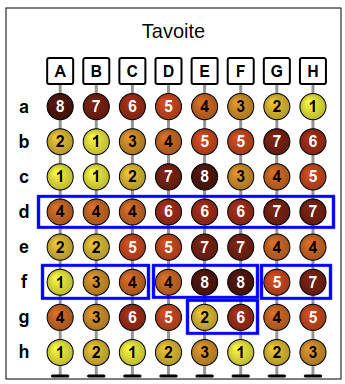 Tavoite
A B C D E F G H
a 8 7 6 5 4 3 2 1
b 2 1 3 4 5 5 7 6
c 1 1 2 7 8 3 4 5
d 4 4 4 6 6 6 7 7
e 2 2 5 5 7 7 4 4
f 1 3 4 4 8 8 5 7
g 4 3 6 5 2 6 4 5
h 1 2 1 2 3 1 2 3